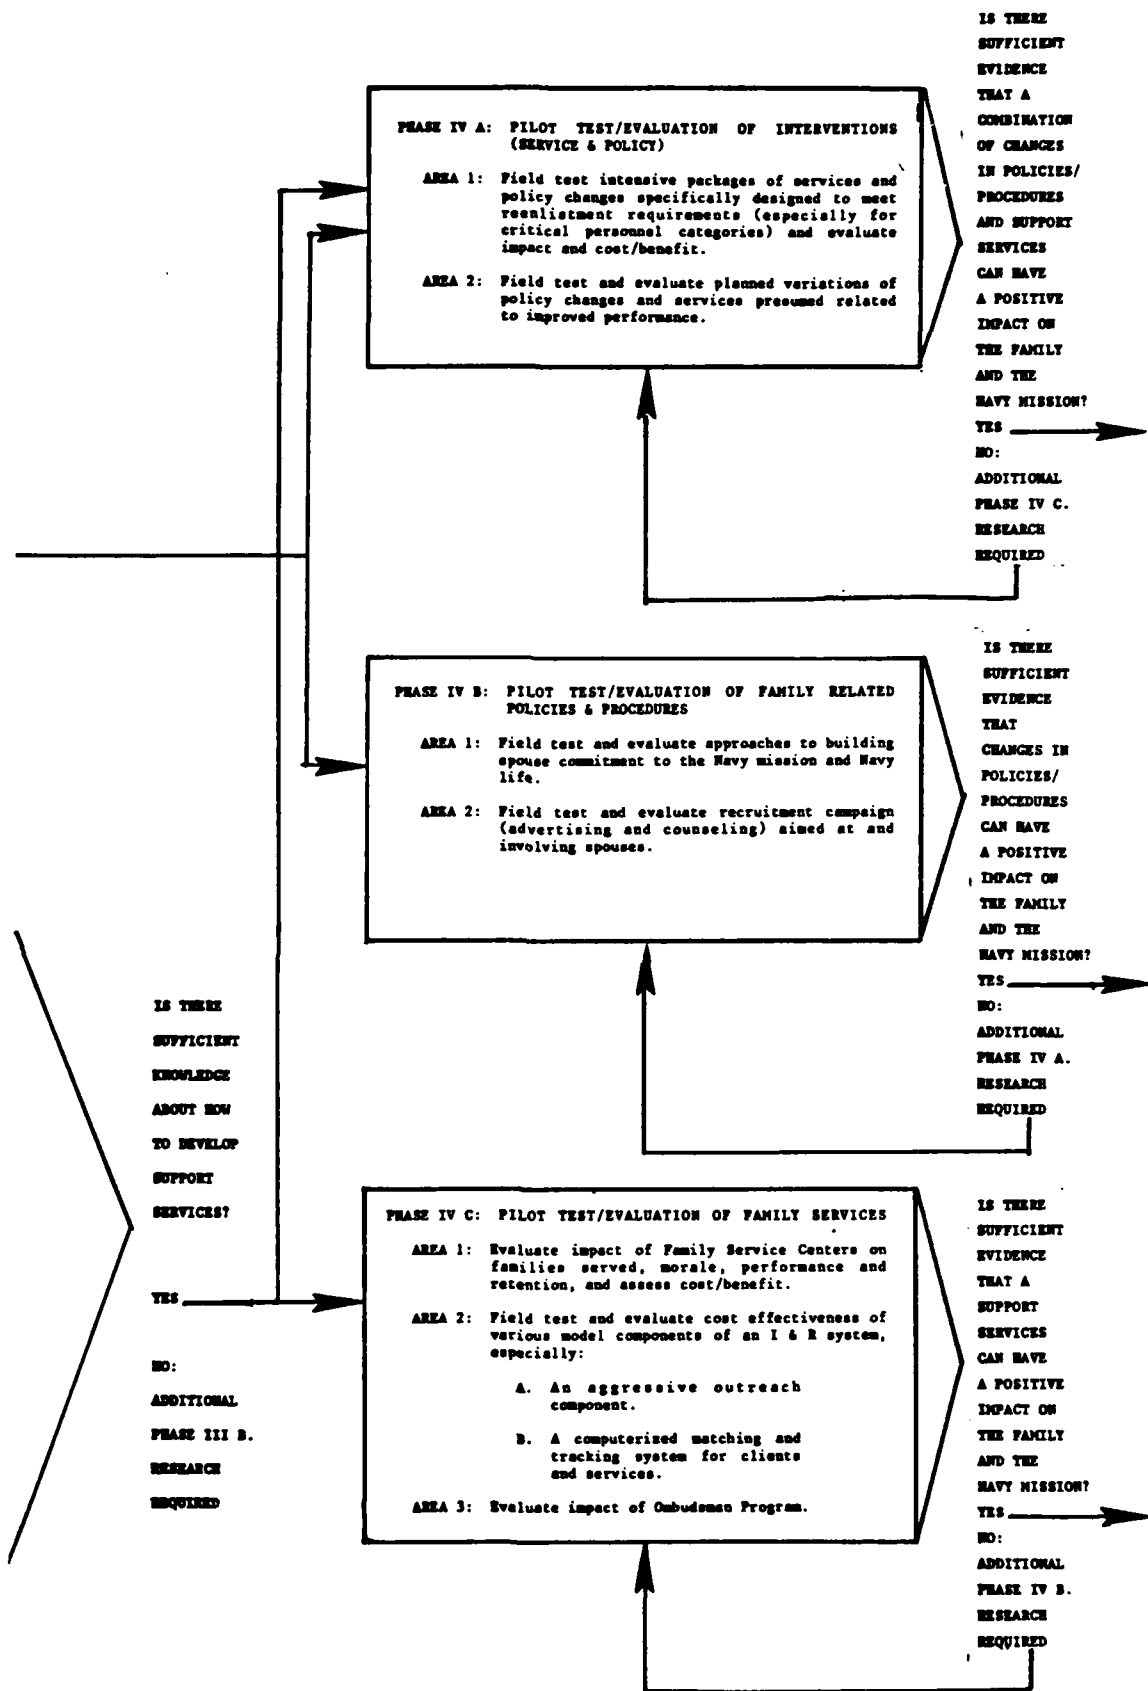 IS THERE
SUFFICIENT
EVIDENCE
THAT A
COMBINATION
OF CHANGES
IN POLICIES/
PROCEDURES
AND SUPPORT
SERVICES
CAN HAVE
A POSITIVE
IMPACT ON
THE FAMILY
AND THE
NAVY MISSION?
YES
NO:
ADDITIONAL
PHASE IV C.
RESEARCH
REQUIRED
PHASE IV A: PILOT TEST/EVALUATION OF INTERVENTIONS
(SERVICE & POLICY)
AREA 1: Field test intensive packages of services and
policy changes specifically designed to meet
reenlistment requirements (especially for
critical personnel categories) and evaluate
impact and cost/benefit.
AREA 2: Field test and evaluate planned variations of
policy changes and services presumed related
to improved performance.
IS THERE
SUFFICIENT
EVIDENCE
THAT
CHANGES IN
POLICIES/
PROCEDURES
CAN HAVE
A POSITIVE
IMPACT ON
THE FAMILY
AND THE
NAVY MISSION?
YES
NO:
ADDITIONAL
PHASE IV A.
RESEARCH
REQUIRED
PHASE IV B: PILOT TEST/EVALUATION OF FAMILY RELATED
POLICIES & PROCEDURES
AREA 1: Field test and evaluate approaches to building
spouse commitment to the Navy mission and Navy
life.
AREA 2: Field test and evaluate recruitment campaign
(advertising and counseling) aimed at and
involving spouses.
IS THERE
SUFFICIENT
KNOWLEDGE
ABOUT HOW
TO DEVELOP
SUPPORT
SERVICES?
YES
NO:
ADDITIONAL
PHASE III B.
RESEARCH
REQUIRED
PHASE IV C: PILOT TEST/EVALUATION OF FAMILY SERVICES
AREA 1: Evaluate impact of Family Service Centers on
families served, morale, performance and
retention, and assess cost/benefit.
AREA 2: Field test and evaluate cost effectiveness of
various model components of an I & R system,
especially:
A. An aggressive outreach
component.
B. A computerized matching and
tracking system for clients
and services.
AREA 3: Evaluate impact of Ombudsman Program.
IS THERE
SUFFICIENT
EVIDENCE
THAT A
SUPPORT
SERVICES
CAN HAVE
A POSITIVE
IMPACT ON
THE FAMILY
AND THE
NAVY MISSION?
YES
NO:
ADDITIONAL
PHASE IV B.
RESEARCH
REQUIRED